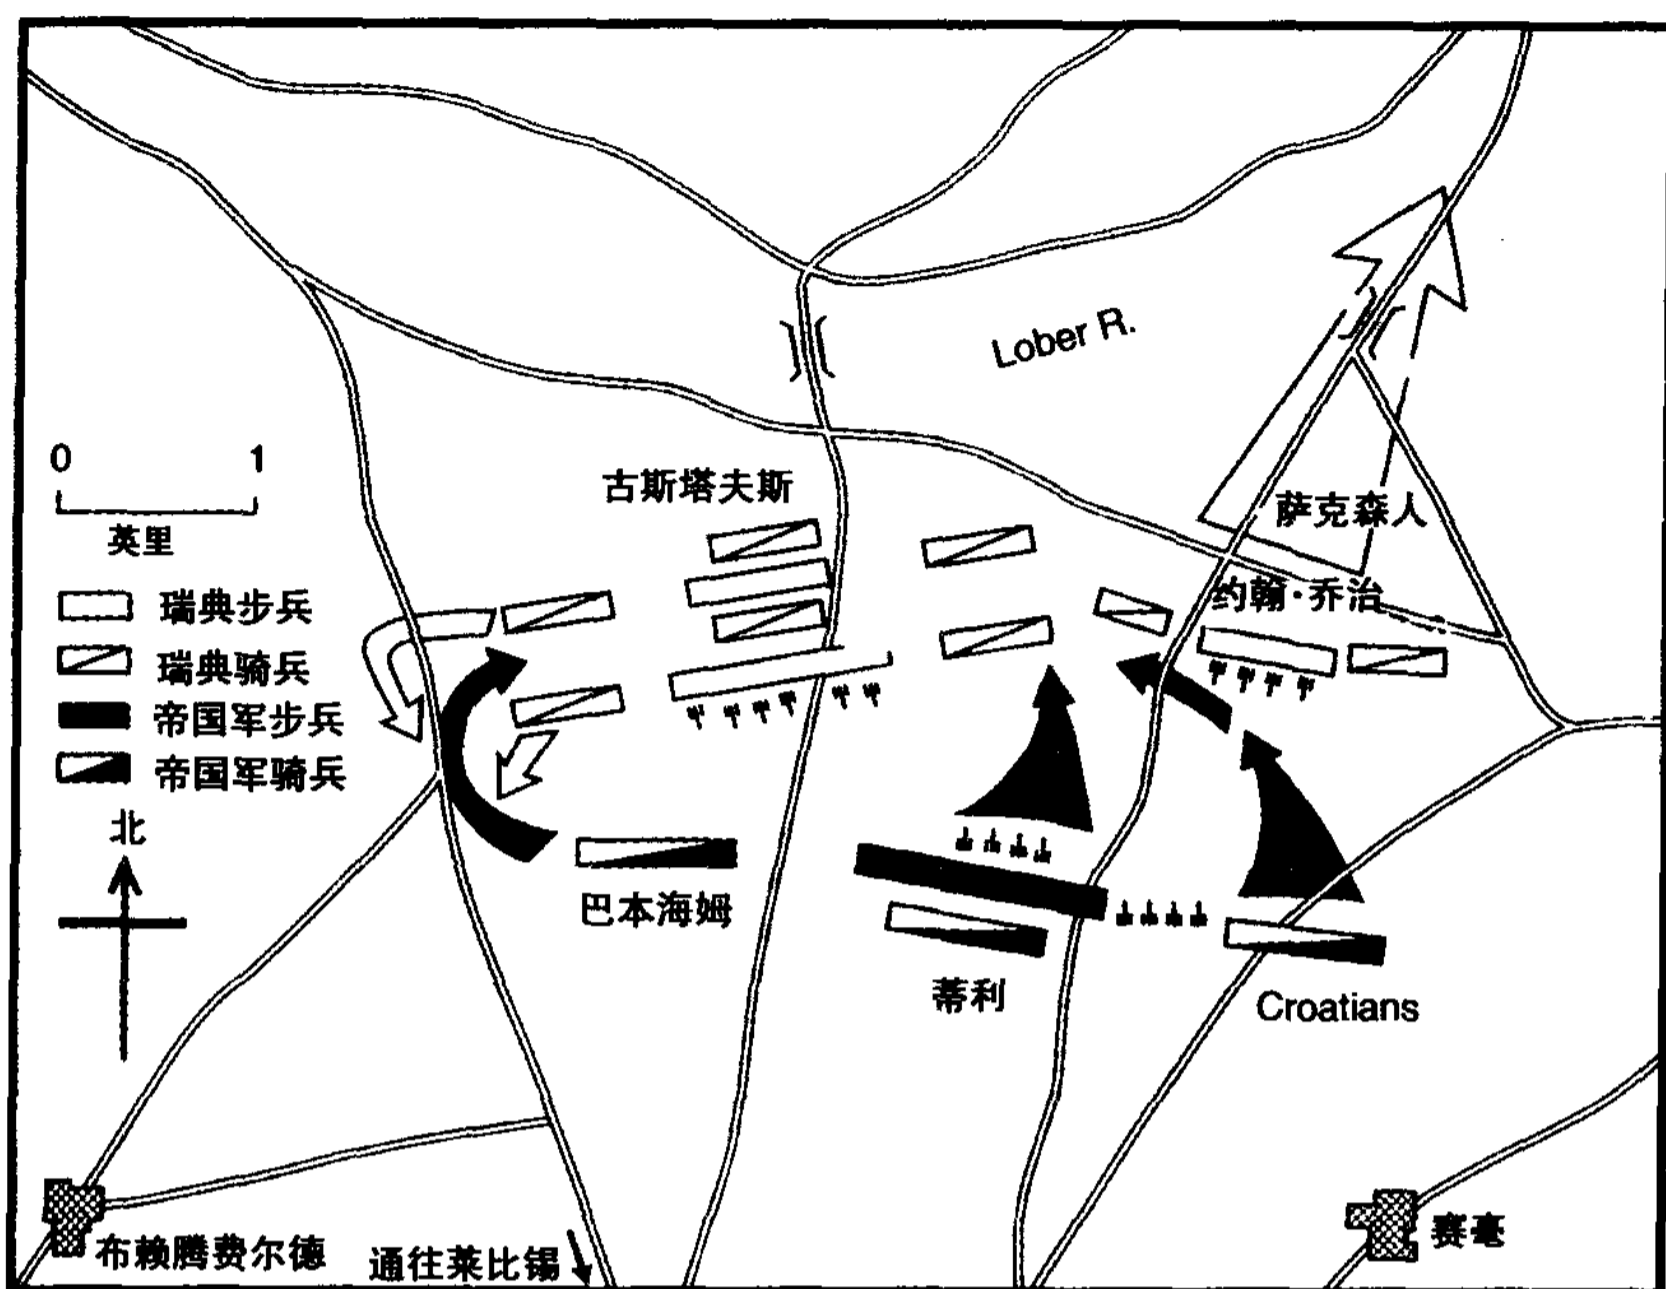 Lober R.
0 1
英里
古斯塔夫斯
萨克森人
约翰·乔治
瑞典步兵
瑞典骑兵
帝国军步兵
帝国军骑兵
北
巴本海姆
蒂利
Croatians
布赖腾费尔德
通往莱比锡
赛毫